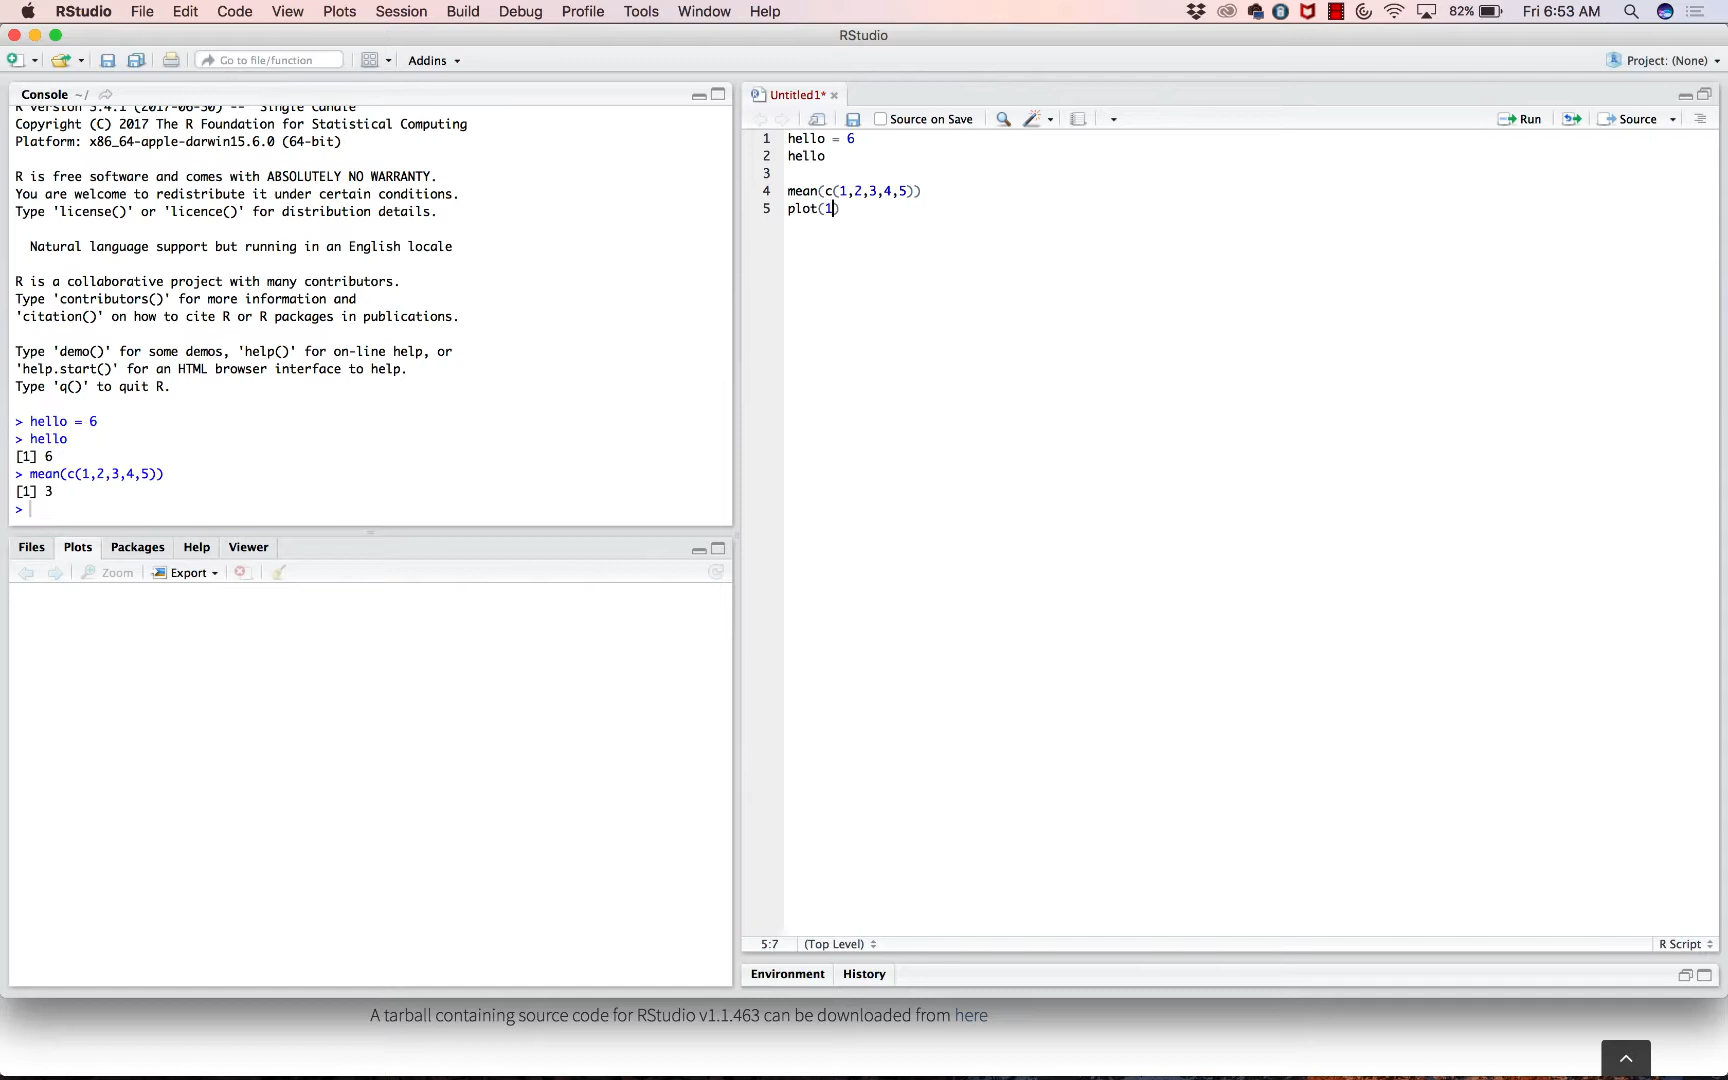 RStudio File Edit Code View Plots Session Build Debug Profile Tools Window Help 82% Fri 6:53 AM
RStudio
Go to file/function Addins Project: (None)
Console ~/
R version 3.4.1 (2017-06-30) -- "Single Candle"
Copyright (C) 2017 The R Foundation for Statistical Computing
Platform: x86_64-apple-darwin15.6.0 (64-bit)
R is free software and comes with ABSOLUTELY NO WARRANTY.
You are welcome to redistribute it under certain conditions.
Type 'license()' or 'licence()' for distribution details.
Natural language support but running in an English locale
R is a collaborative project with many contributors.
Type 'contributors()' for more information and
'citation()' on how to cite R or R packages in publications.
Type 'demo()' for some demos, 'help()' for on-line help, or
'help.start()' for an HTML browser interface to help.
Type 'q()' to quit R.
> hello = 6
> hello
[1] 6
> mean(c(1,2,3,4,5))
[1] 3
>
Files Plots Packages Help Viewer
Zoom Export
Untitled1*
Source on Save Run Source
1 hello = 6
2 hello
3
4 mean(c(1,2,3,4,5))
5 plot(1)
5:7 (Top Level) R Script
Environment History
A tarball containing source code for RStudio v1.1.463 can be downloaded from here